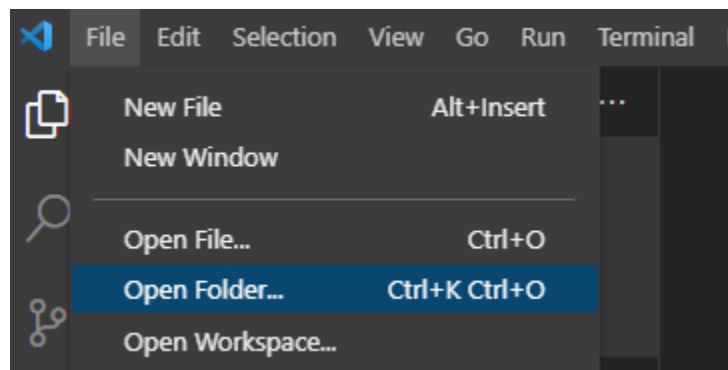 File Edit Selection View Go Run Terminal
New File Alt+Insert
...
New Window
Open File... Ctrl+O
Open Folder... Ctrl+K Ctrl+O
Open Workspace...